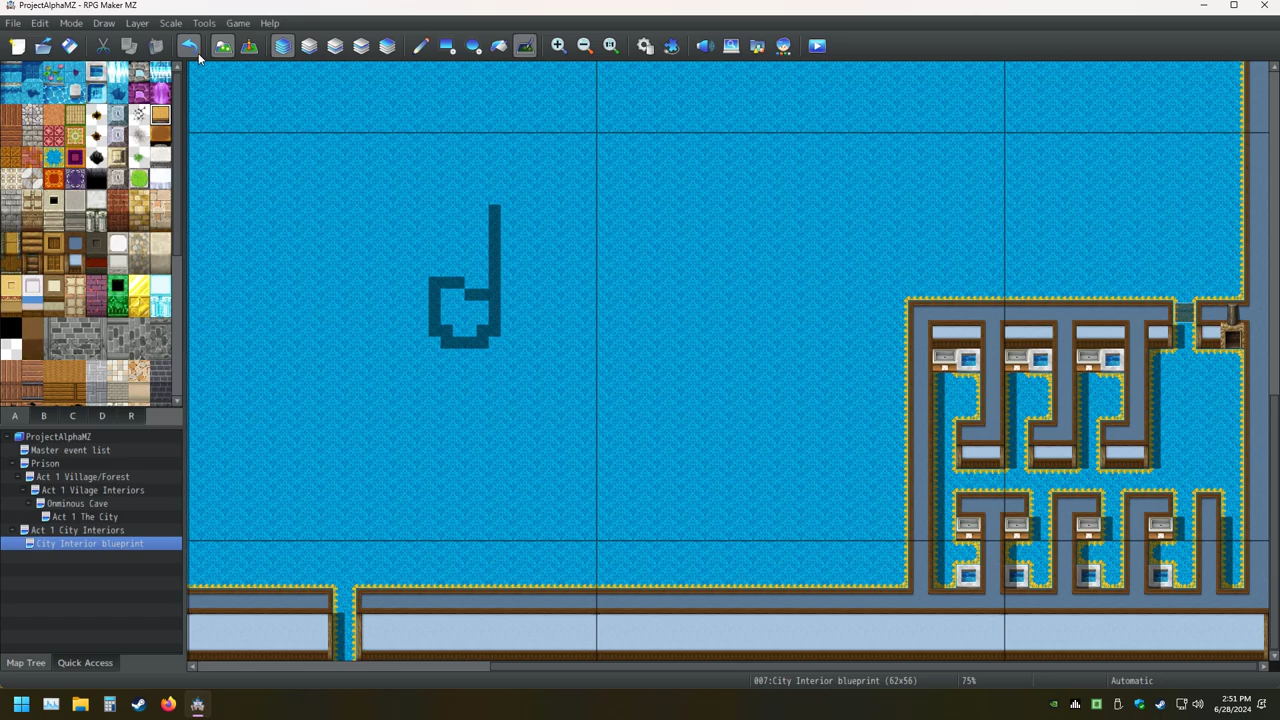 ProjectAlphaMZ - RPG Maker MZ
File Edit Mode Draw Layer Scale Tools Game Help
A B C D R
ProjectAlphaMZ
Master event list
Prison
Act 1 Village/Forest
Act 1 Vilage Interiors
Onminous Cave
Act 1 The City
Act 1 City Interiors
City Interior blueprint
Map Tree Quick Access
007:City Interior blueprint (62x56) 75% Automatic
2:51 PM
6/28/2024